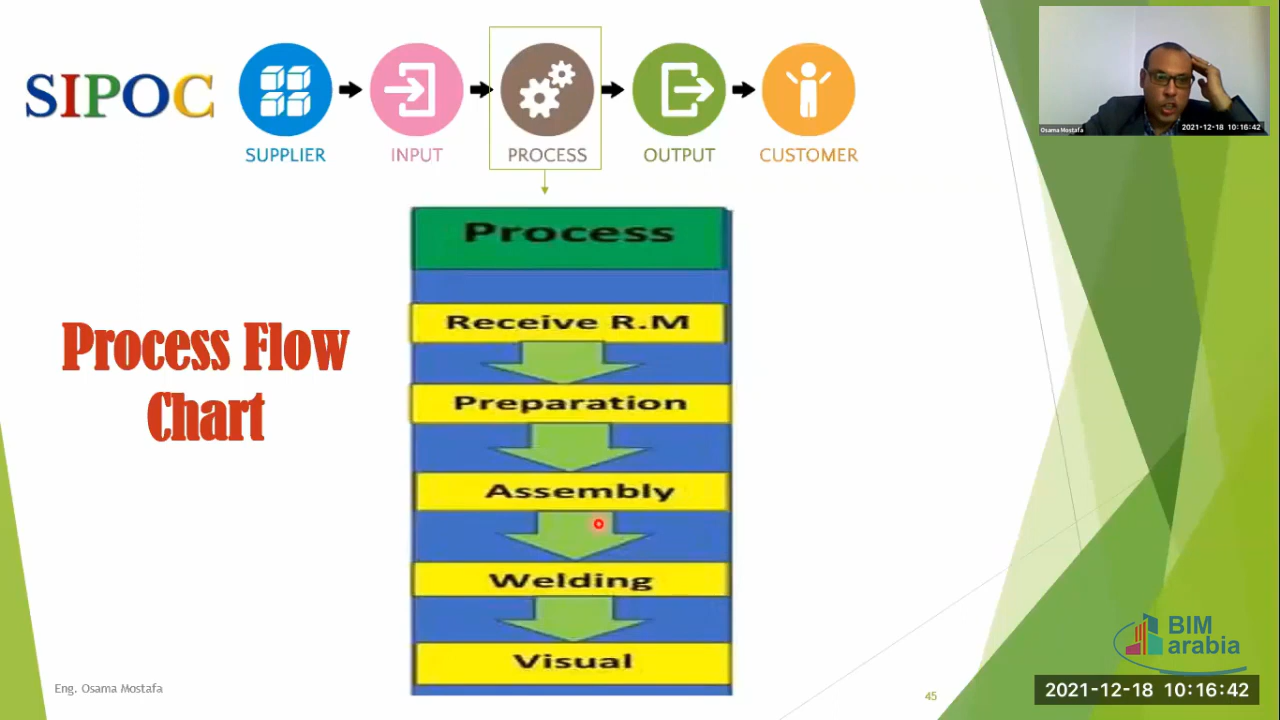 SIPOC
SUPPLIER
INPUT
PROCESS
OUTPUT
CUSTOMER
Osama Mostafa
2021-12-18 10:16:42
Process Flow
Chart
Process
Receive R.M
Preparation
Assembly
Welding
Visual
Eng. Osama Mostafa
45
BIM
arabia
2021-12-18 10:16:42